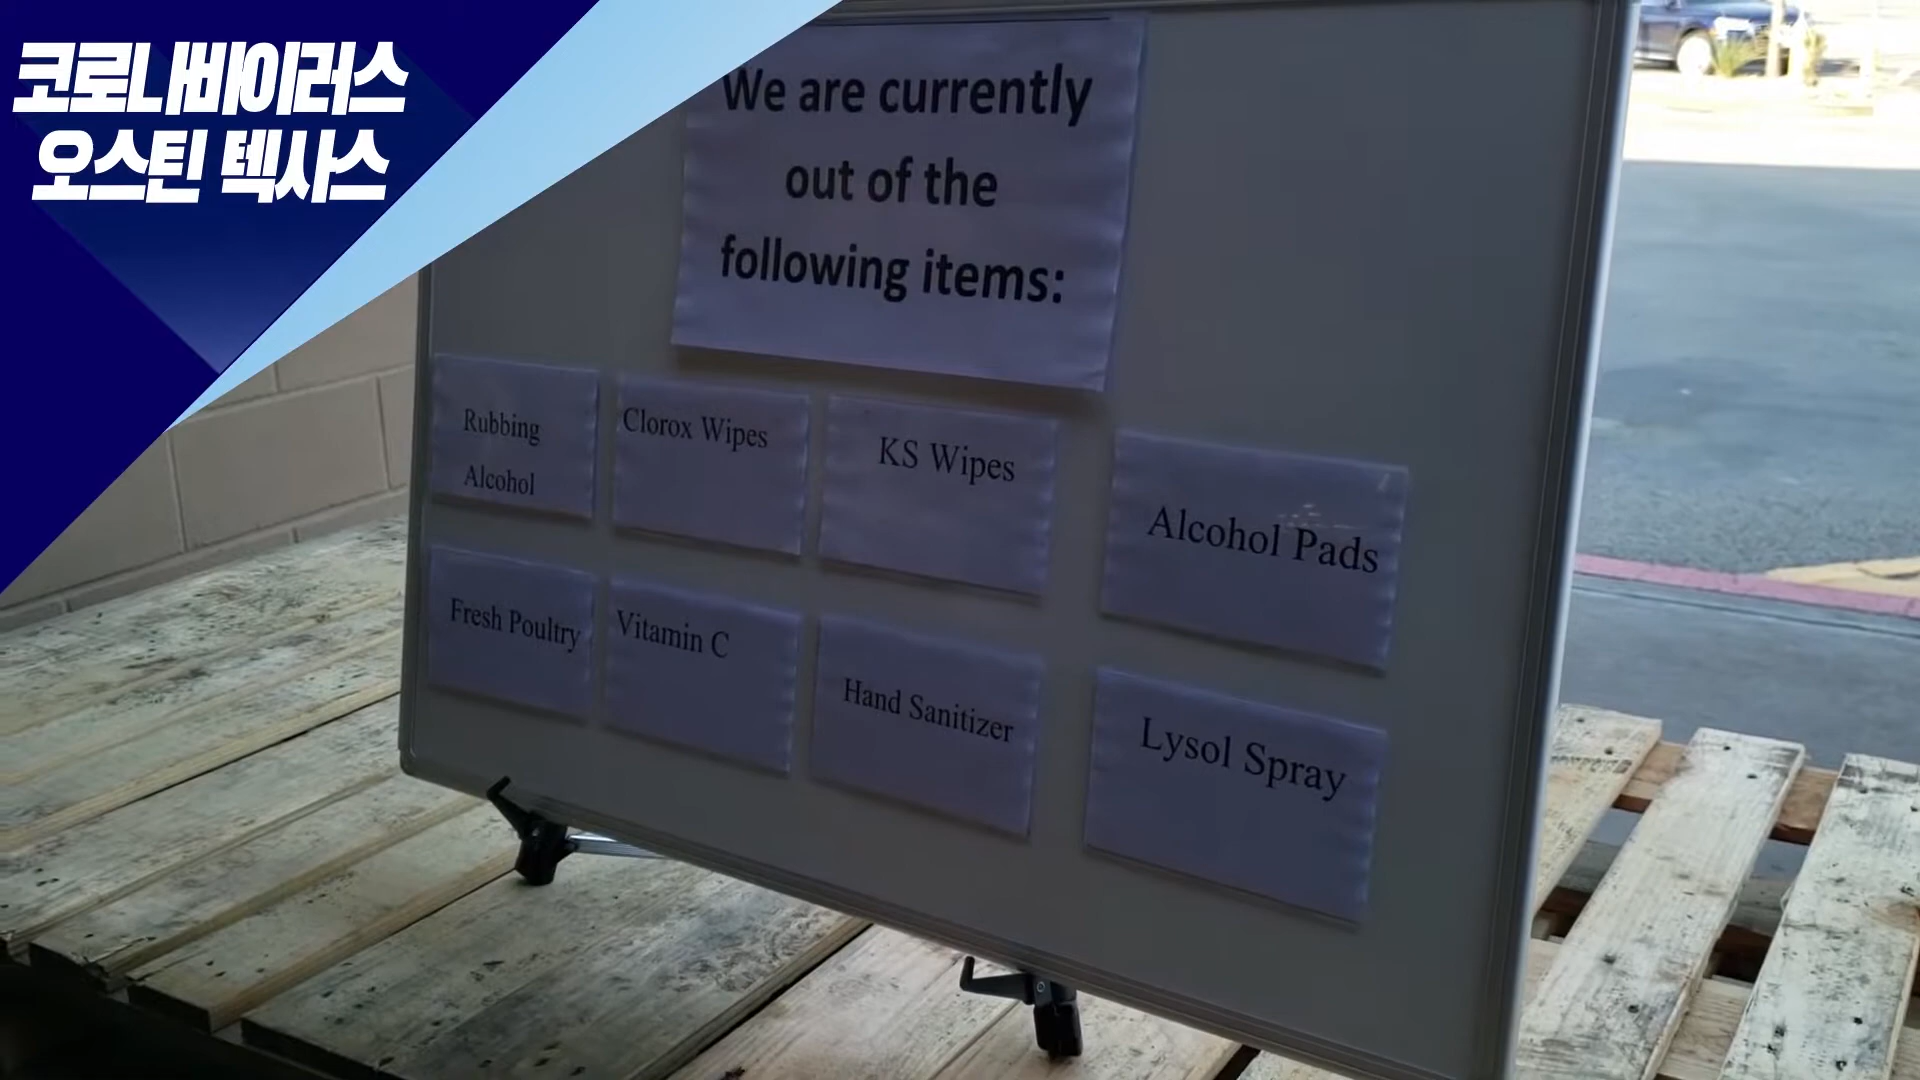 코로나바이러스
오스틴 텍사스
We are currently
out of the
following items:
Rubbing
Alcohol
Clorox Wipes
KS Wipes
Alcohol Pads
Fresh Poultry
Vitamin C
Hand Sanitizer
Lysol Spray